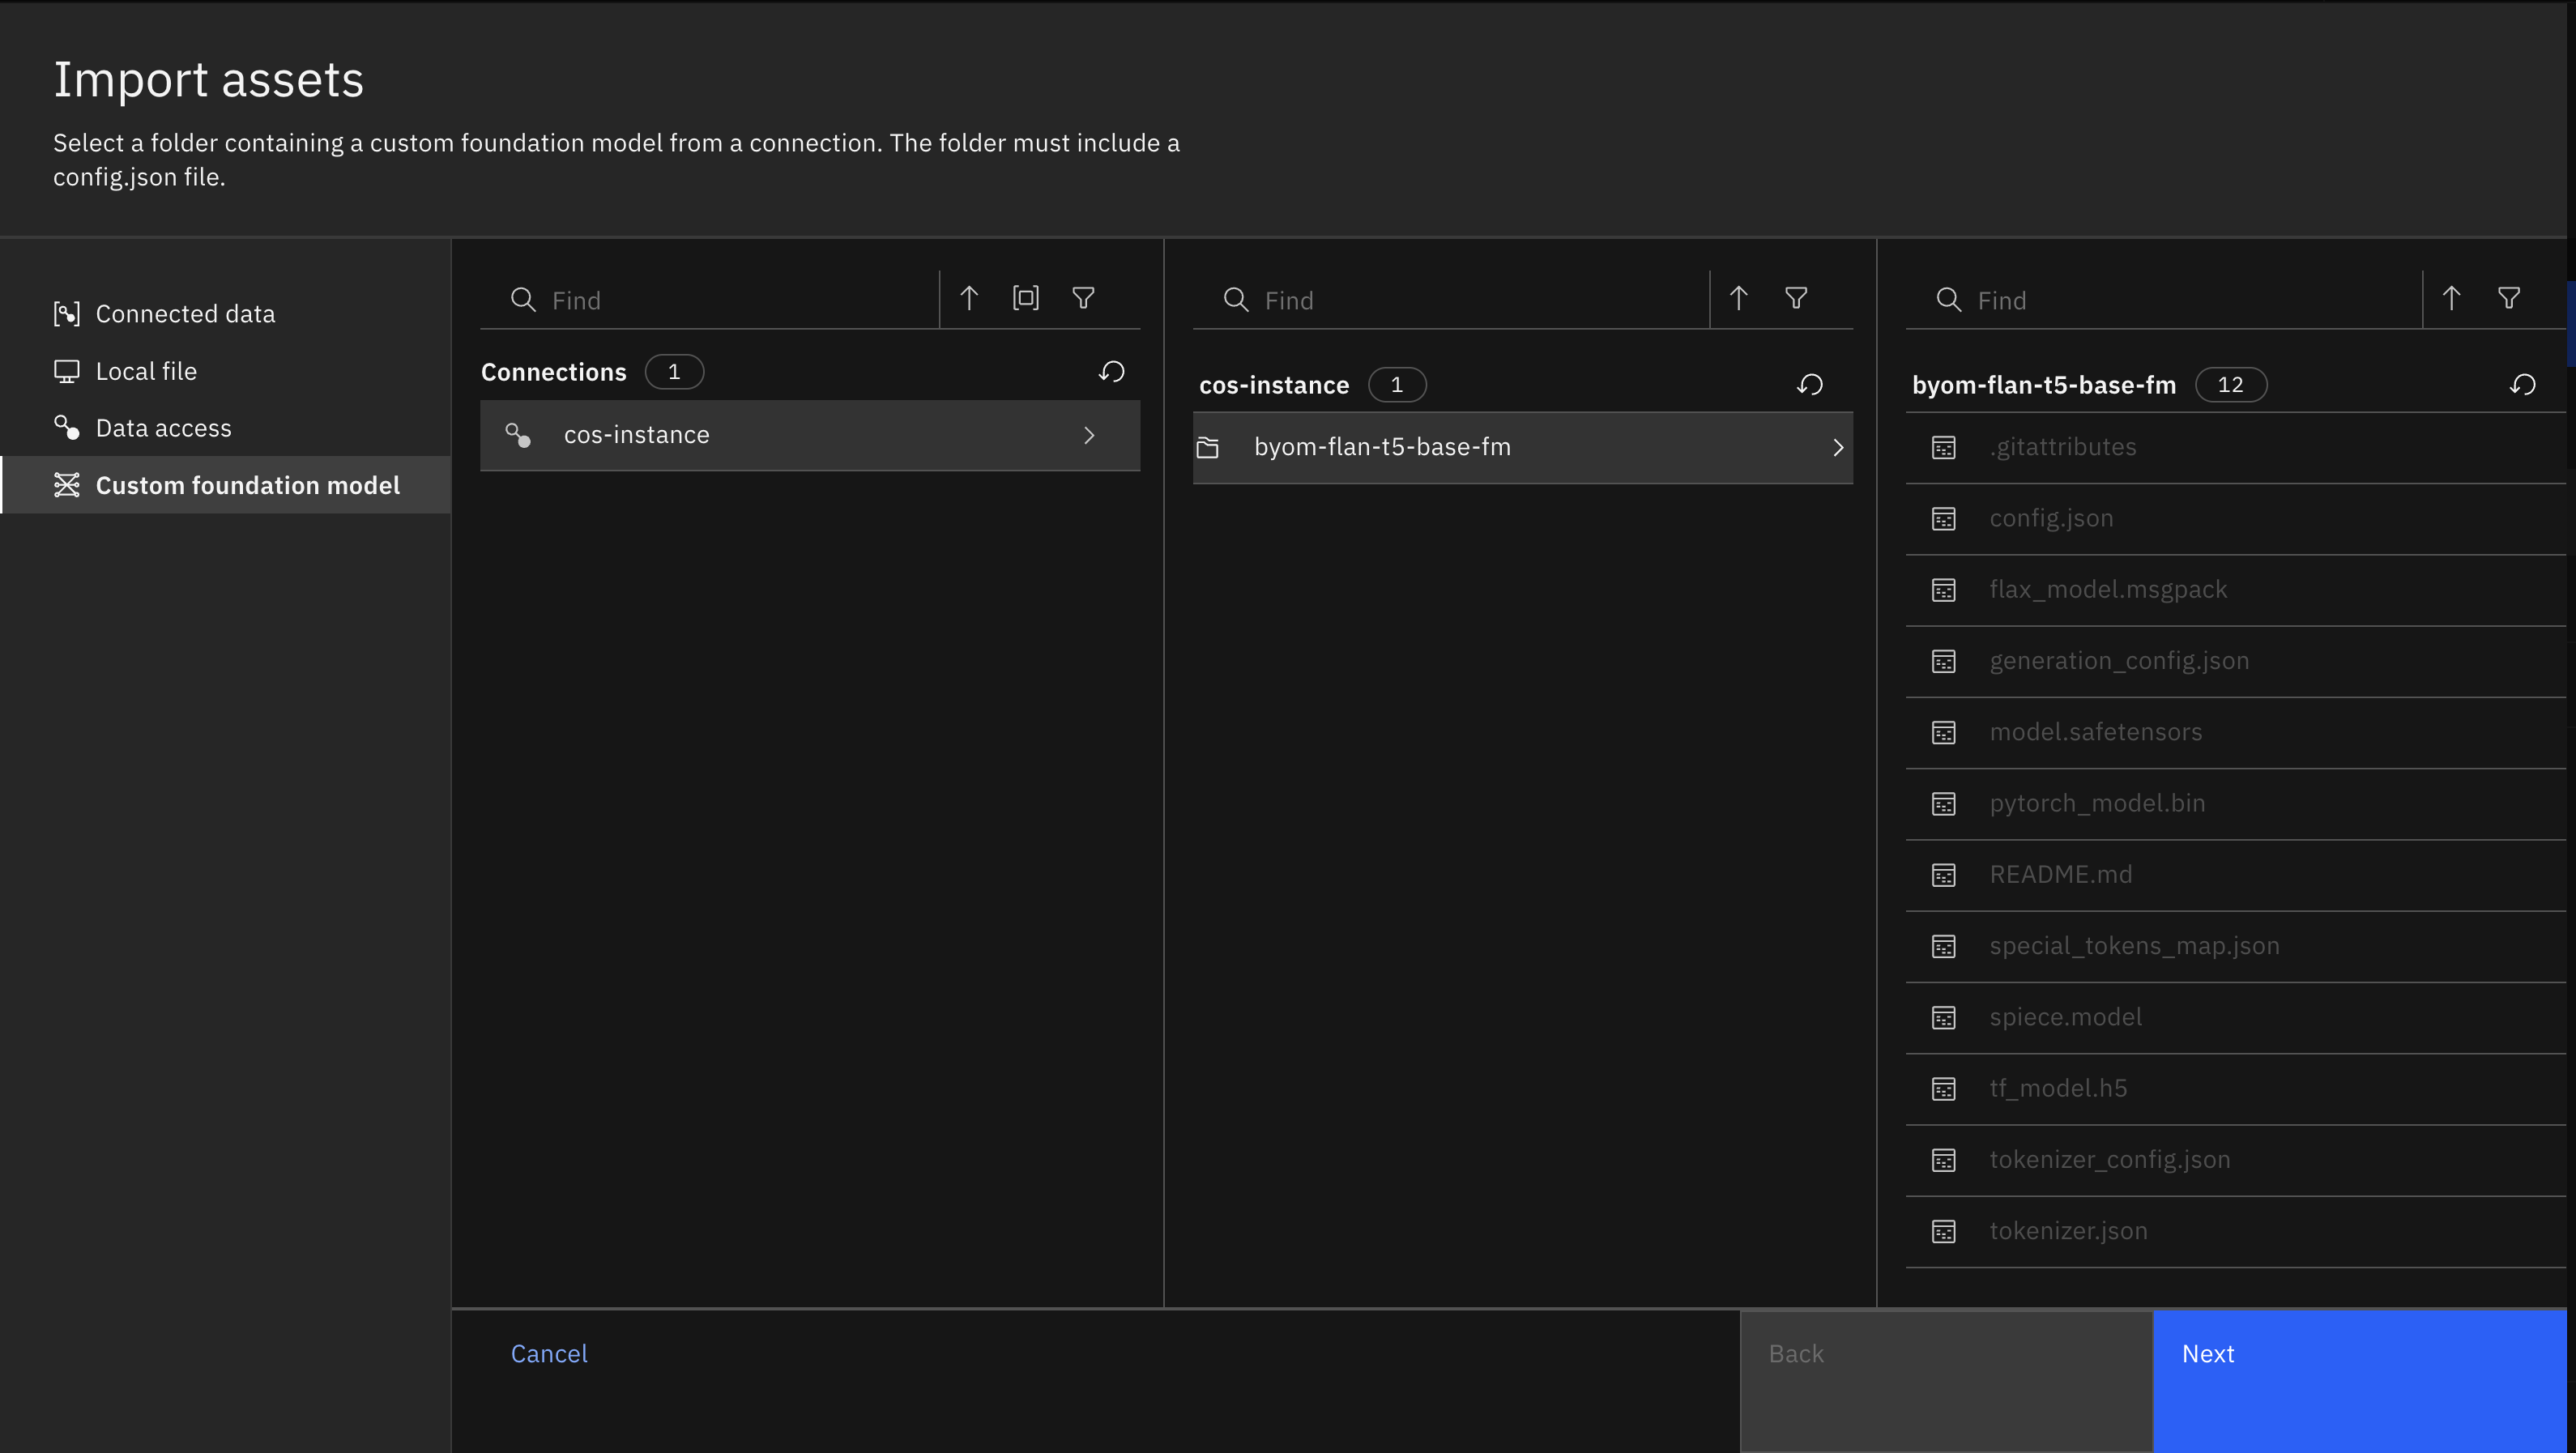 Import assets
Select a folder containing a custom foundation model from a connection. The folder must include a
config.json file.
Connected data
Local file
Data access
Custom foundation model
Find
Connections 1
cos-instance
Find
cos-instance 1
byom-flan-t5-base-fm
Find
byom-flan-t5-base-fm 12
.gitattributes
config.json
flax_model.msgpack
generation_config.json
model.safetensors
pytorch_model.bin
README.md
special_tokens_map.json
spiece.model
tf_model.h5
tokenizer_config.json
tokenizer.json
Cancel
Back
Next